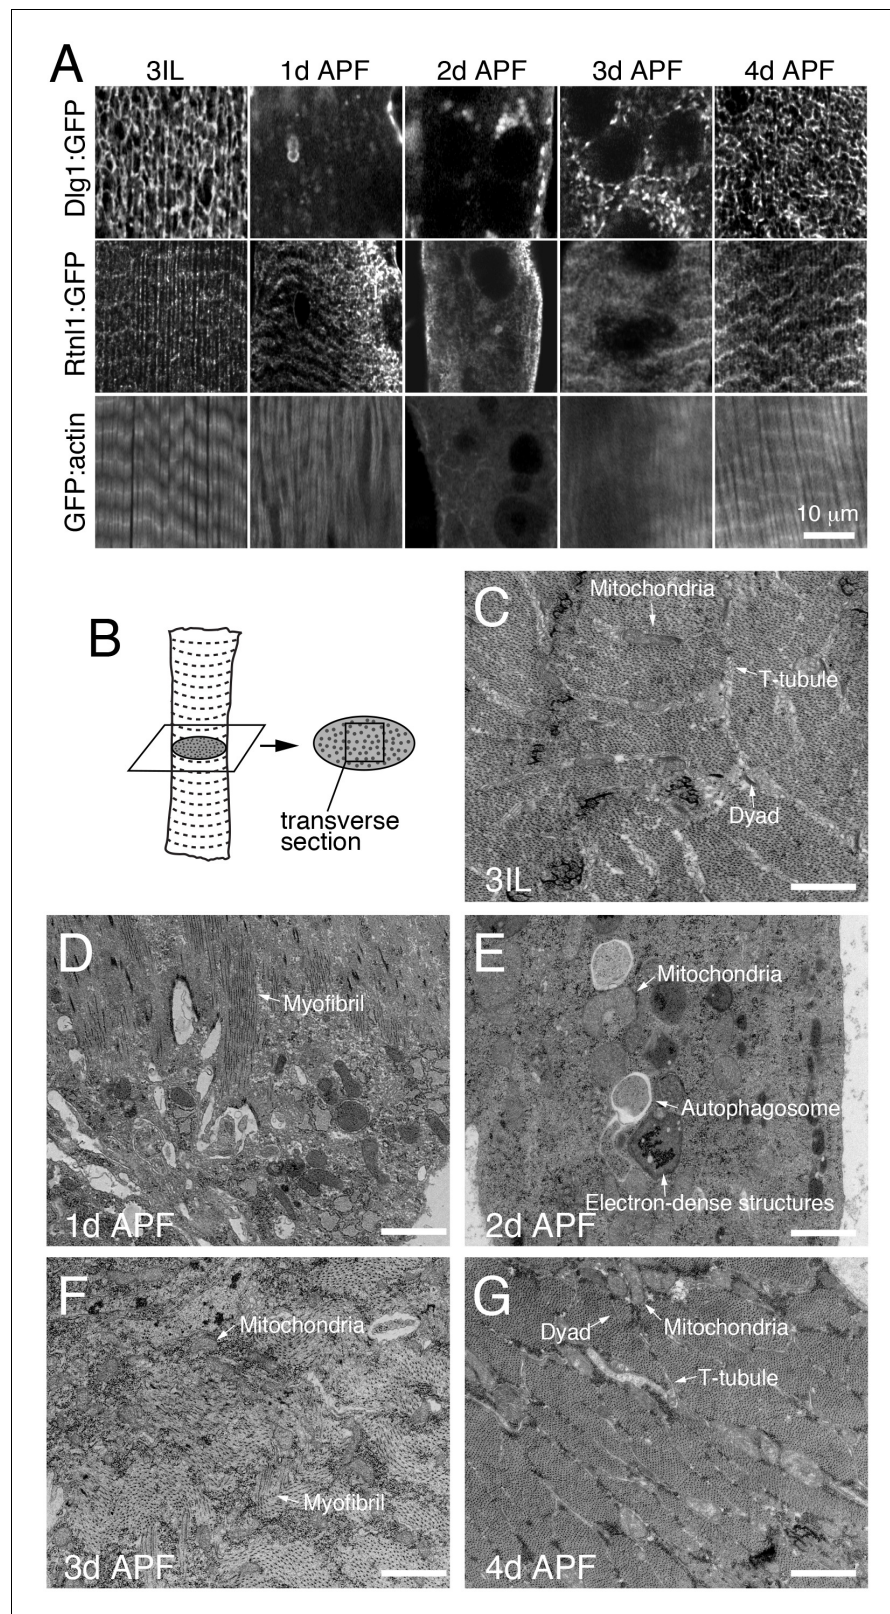 A
3IL 1d APF 2d APF 3d APF 4d APF
Dlg1:GFP
Rtnl1:GFP
GFP:actin
10 μm
B
transverse
section
C
Mitochondria
T-tubule
Dyad
3IL
D
Myofibril
1d APF
E
Mitochondria
Autophagosome
Electron-dense structures
2d APF
F
Mitochondria
Myofibril
3d APF
G
Dyad
Mitochondria
T-tubule
4d APF